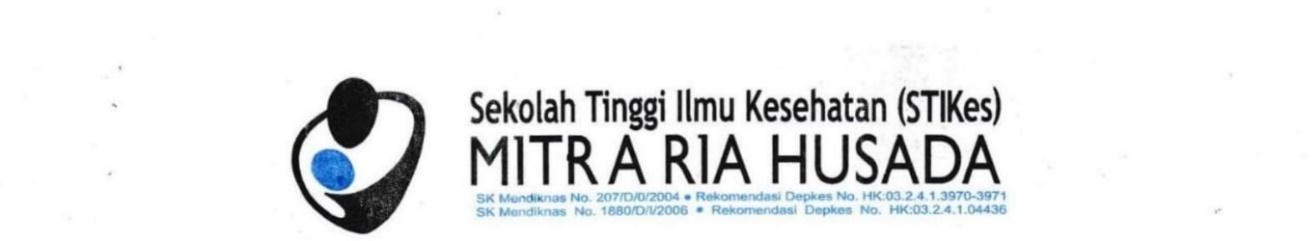 Sekolah Tinggi Ilmu Kesehatan (STIKes)
MITRA RIA HUSADA
SK Mendiknas No. 207/D/0/2004 • Rekomendasi Depkes No. HK:03.2.4.1.3970-3971
SK Mendiknas No. 1880/D/I/2006 • Rekomendasi Depkes No. HK:03.2.4.1.04436